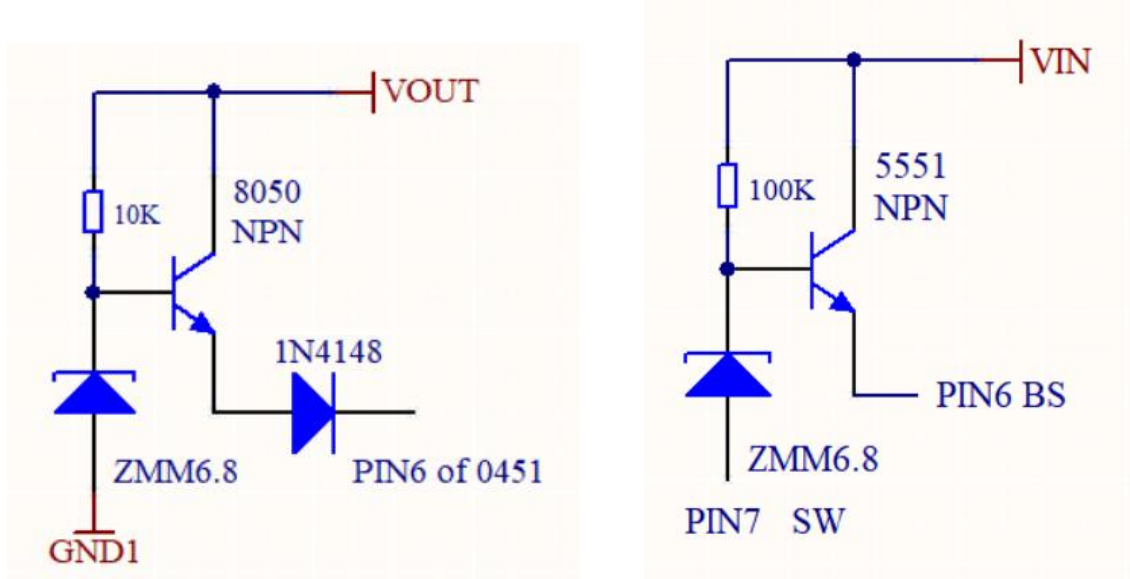 VOUT
8050
NPN
10K
1N4148
ZMM6.8
PIN6 of 0451
GND1
VIN
5551
NPN
100K
PIN6 BS
ZMM6.8
PIN7 SW